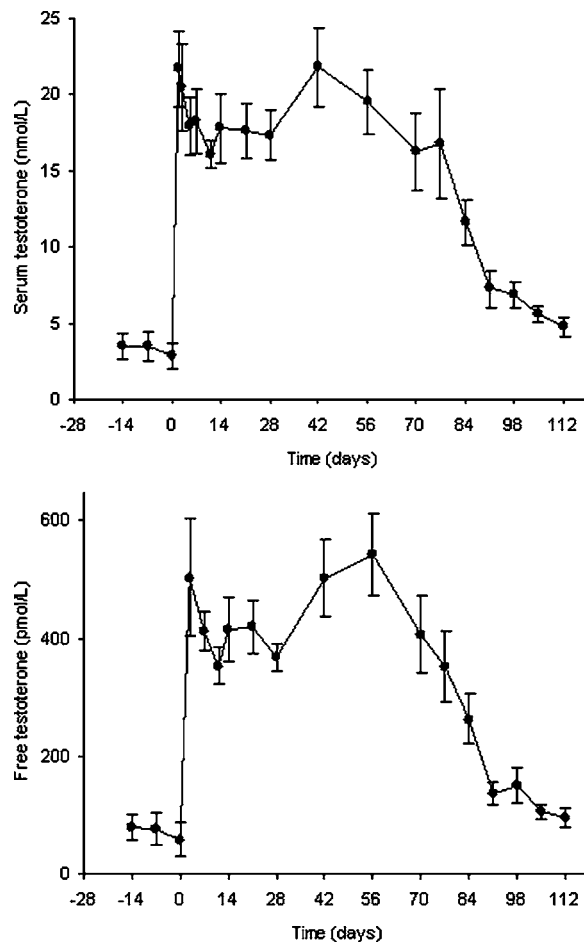 25
20
15
10
5
0
Serum testoterone (nmol/L)
-28 -14 0 14 28 42 56 70 84 98 112
Time (days)
600
400
200
0
Free testoterone (pmol/L)
-28 -14 0 14 28 42 56 70 84 98 112
Time (days)